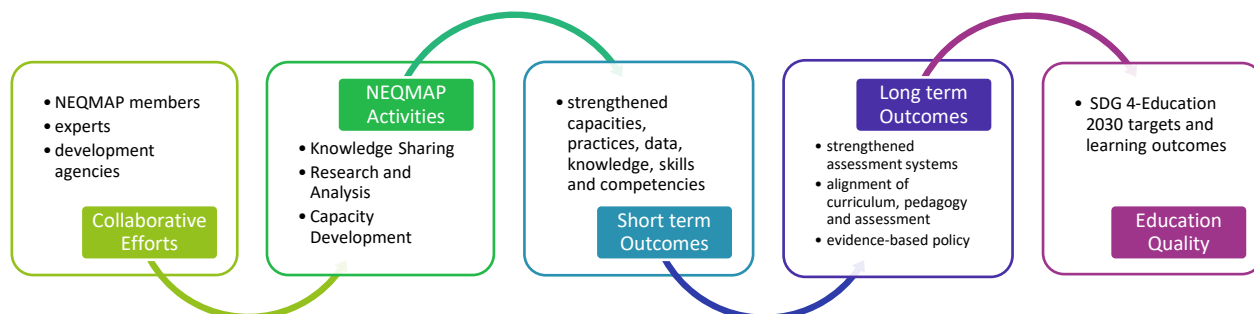 • NEQMAP members
• experts
• development
agencies
Collaborative
Efforts
NEQMAP
Activities
• Knowledge Sharing
• Research and
Analysis
• Capacity
Development
• strengthened
capacities,
practices, data,
knowledge, skills
and competencies
Short term
Outcomes
Long term
Outcomes
• strengthened
assessment systems
• alignment of
curriculum, pedagogy
and assessment
• evidence-based policy
• SDG 4-Education
2030 targets and
learning outcomes
Education
Quality